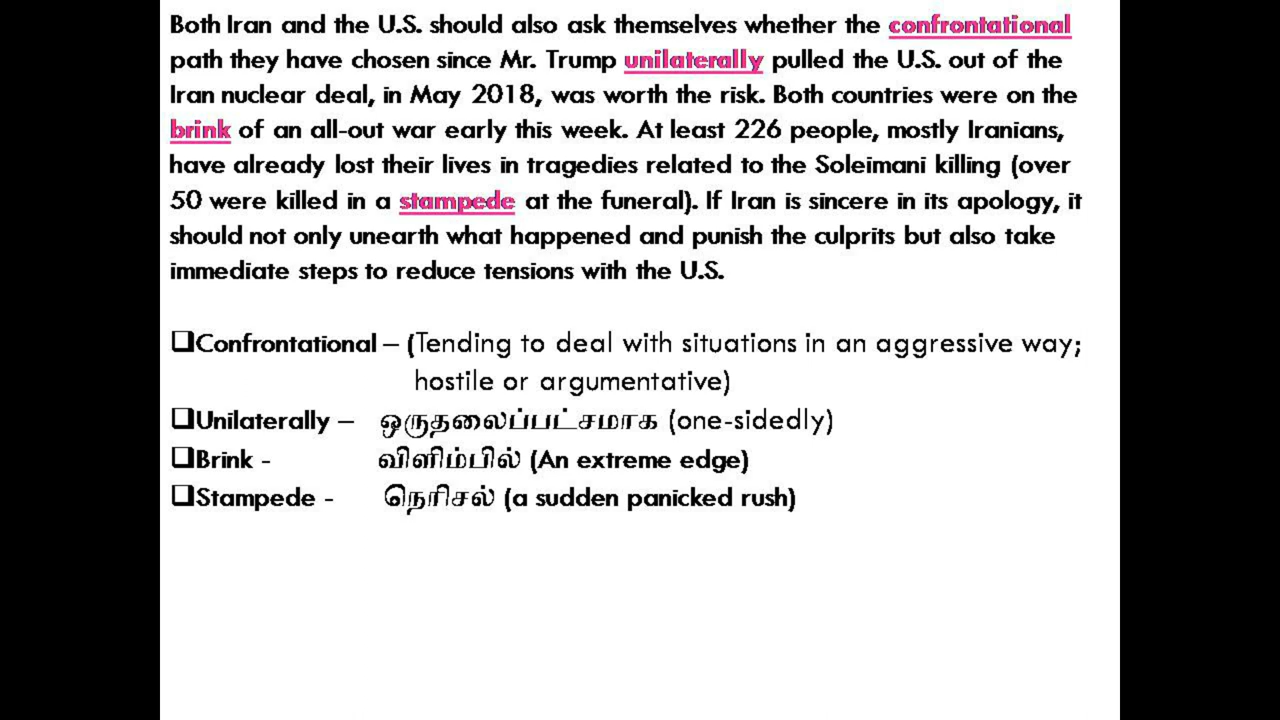 Both Iran and the U.S. should also ask themselves whether the confrontational
path they have chosen since Mr. Trump unilaterally pulled the U.S. out of the
Iran nuclear deal, in May 2018, was worth the risk. Both countries were on the
brink of an all-out war early this week. At least 226 people, mostly Iranians,
have already lost their lives in tragedies related to the Soleimani killing (over
50 were killed in a stampede at the funeral). If Iran is sincere in its apology, it
should not only unearth what happened and punish the culprits but also take
immediate steps to reduce tensions with the U.S.
❑Confrontational – (Tending to deal with situations in an aggressive way;
hostile or argumentative)
❑Unilaterally – ஒருதலைப்பட்சமாக (one-sidedly)
❑Brink - விளிம்பில் (An extreme edge)
❑Stampede - நெரிசல் (a sudden panicked rush)